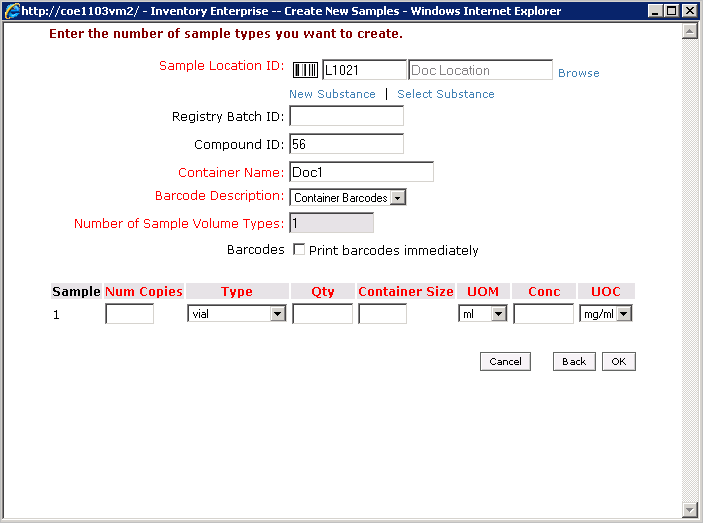 http://coe1103vm2/ - Inventory Enterprise -- Create New Samples - Windows Internet Explorer
Enter the number of sample types you want to create.
Sample Location ID: L1021 Doc Location Browse
New Substance | Select Substance
Registry Batch ID:
Compound ID: 56
Container Name: Doc1
Barcode Description: Container Barcodes
Number of Sample Volume Types: 1
Barcodes Print barcodes immediately
Sample Num Copies Type Qty Container Size UOM Conc UOC
1 vial ml mg/ml
Cancel Back OK